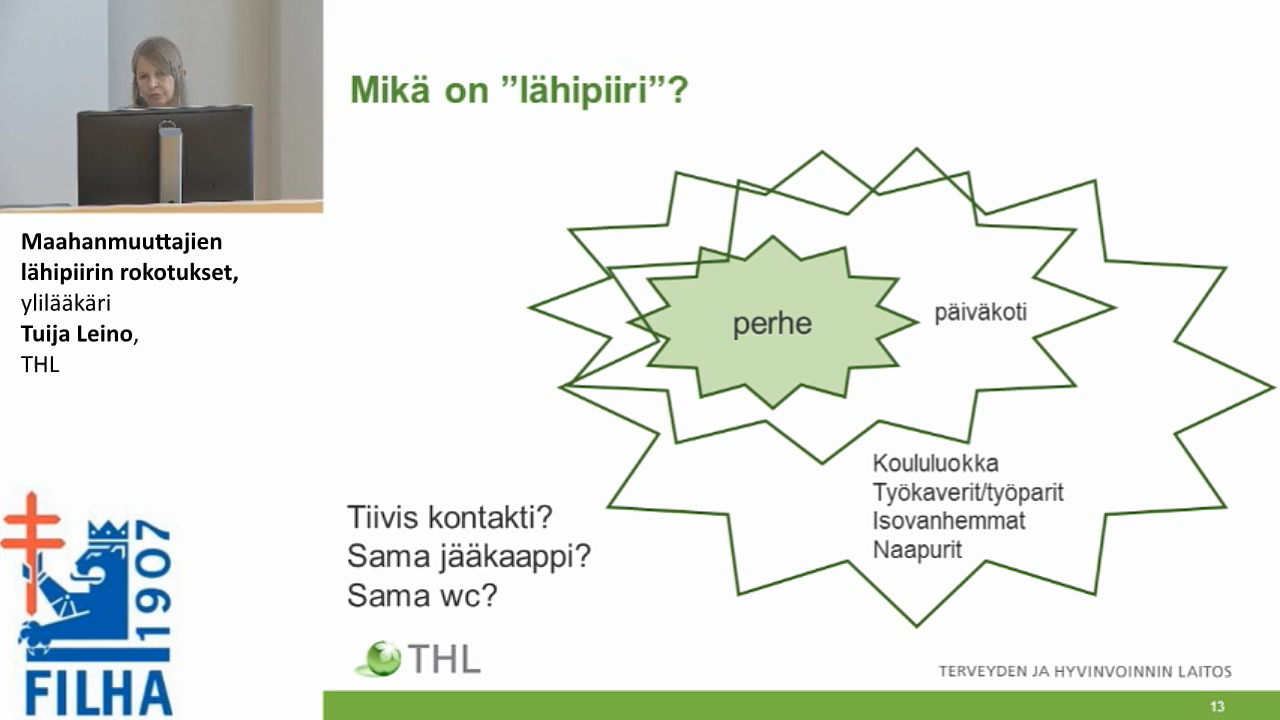 Mikä on ”lähipiiri”?
Maahanmuuttajien
lähipiirin rokotukset,
ylilääkäri
Tuija Leino,
THL
perhe
päiväkoti
Koululuokka
Työkaverit/työparit
Isovanhemmat
Naapurit
Tiivis kontakti?
Sama jääkaappi?
Sama wc?
1907
FILHA
THL
TERVEYDEN JA HYVINVOINNIN LAITOS
13